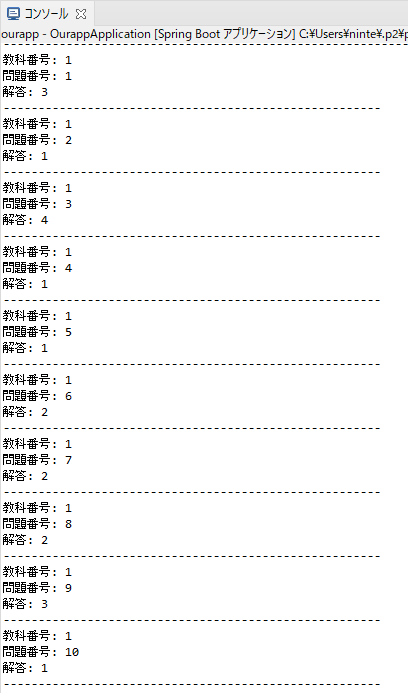 コンソール
ourapp - OurappApplication [Spring Boot アプリケーション] C:¥Users¥ninte¥.p2¥p
------------------------------------------------
教科番号: 1
問題番号: 1
解答: 3
------------------------------------------------
教科番号: 1
問題番号: 2
解答: 1
------------------------------------------------
教科番号: 1
問題番号: 3
解答: 4
------------------------------------------------
教科番号: 1
問題番号: 4
解答: 1
------------------------------------------------
教科番号: 1
問題番号: 5
解答: 1
------------------------------------------------
教科番号: 1
問題番号: 6
解答: 2
------------------------------------------------
教科番号: 1
問題番号: 7
解答: 2
------------------------------------------------
教科番号: 1
問題番号: 8
解答: 2
------------------------------------------------
教科番号: 1
問題番号: 9
解答: 3
------------------------------------------------
教科番号: 1
問題番号: 10
解答: 1
------------------------------------------------